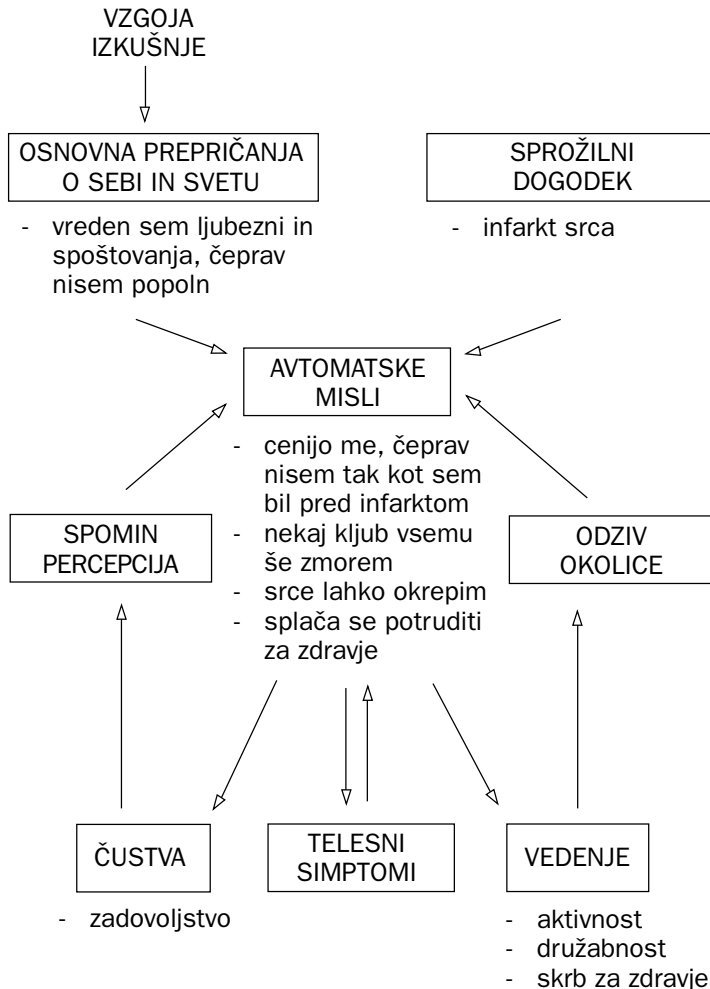 VZGOJA
IZKUŠNJE
OSNOVNA PREPRIČANJA
O SEBI IN SVETU
- vreden sem ljubezni in
spoštovanja, čeprav
nisem popoln
SPROŽILNI
DOGODEK
- infarkt srca
AVTOMATSKE
MISLI
- cenijo me, čeprav
nisem tak kot sem
bil pred infarktom
- nekaj kljub vsemu
še zmorem
- srce lahko okrepim
- splača se potruditi
za zdravje
SPOMIN
PERCEPCIJA
ODZIV
OKOLICE
ČUSTVA
- zadovoljstvo
TELESNI
SIMPTOMI
VEDENJE
- aktivnost
- družabnost
- skrb za zdravje